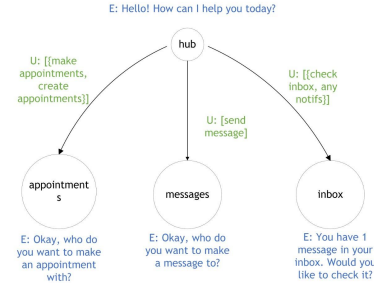 E: Hello! How can I help you today?
hub
U: [{make
appointments,
create
appointments}]
U: [send
message]
U: [{check
inbox, any
notifs}]
appointment
s
messages
inbox
E: Okay, who do
you want to make
an appointment
with?
E: Okay, who do
you want to make
a message to?
E: You have 1
message in your
inbox. Would you
like to check it?